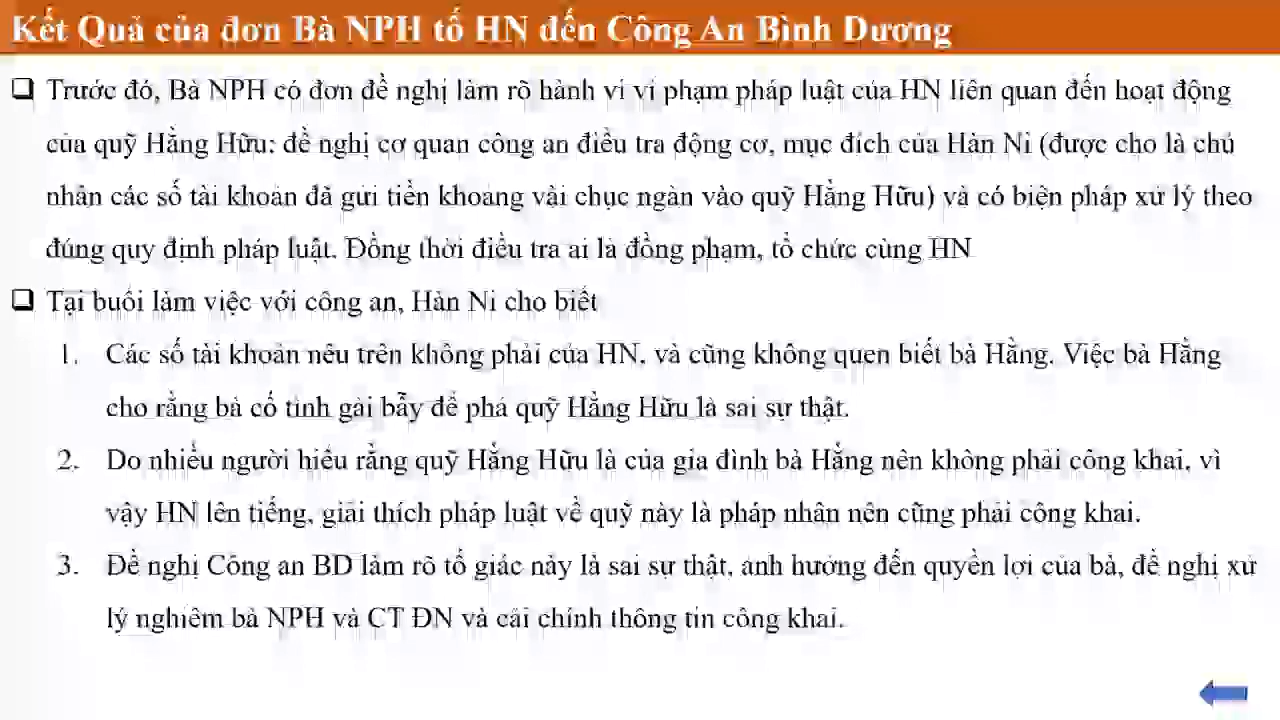 Kết Quả của đơn Bà NPH tố HN đến Công An Bình Dương
Trước đó, Bà NPH có đơn đề nghị làm rõ hành vi vi phạm pháp luật của HN liên quan đến hoạt động
của quỹ Hằng Hữu; đề nghị cơ quan công an điều tra động cơ, mục đích của Hàn Ni (được cho là chủ
nhân các số tài khoản đã gửi tiền khoảng vài chục ngàn vào quỹ Hằng Hữu) và có biện pháp xử lý theo
đúng quy định pháp luật. Đồng thời điều tra ai là đồng phạm, tổ chức cùng HN
Tại buổi làm việc với công an, Hàn Ni cho biết
1. Các số tài khoản nêu trên không phải của HN, và cũng không quen biết bà Hằng. Việc bà Hằng
cho rằng bà cố tình gài bẫy để phá quỹ Hằng Hữu là sai sự thật.
2. Do nhiều người hiểu rằng quỹ Hằng Hữu là của gia đình bà Hằng nên không phải công khai, vì
vậy HN lên tiếng, giải thích pháp luật về quỹ này là pháp nhân nên cũng phải công khai.
3. Đề nghị Công an BD làm rõ tố giác này là sai sự thật, ảnh hưởng đến quyền lợi của bà, đề nghị xử
lý nghiêm bà NPH và CT ĐN và cải chính thông tin công khai.